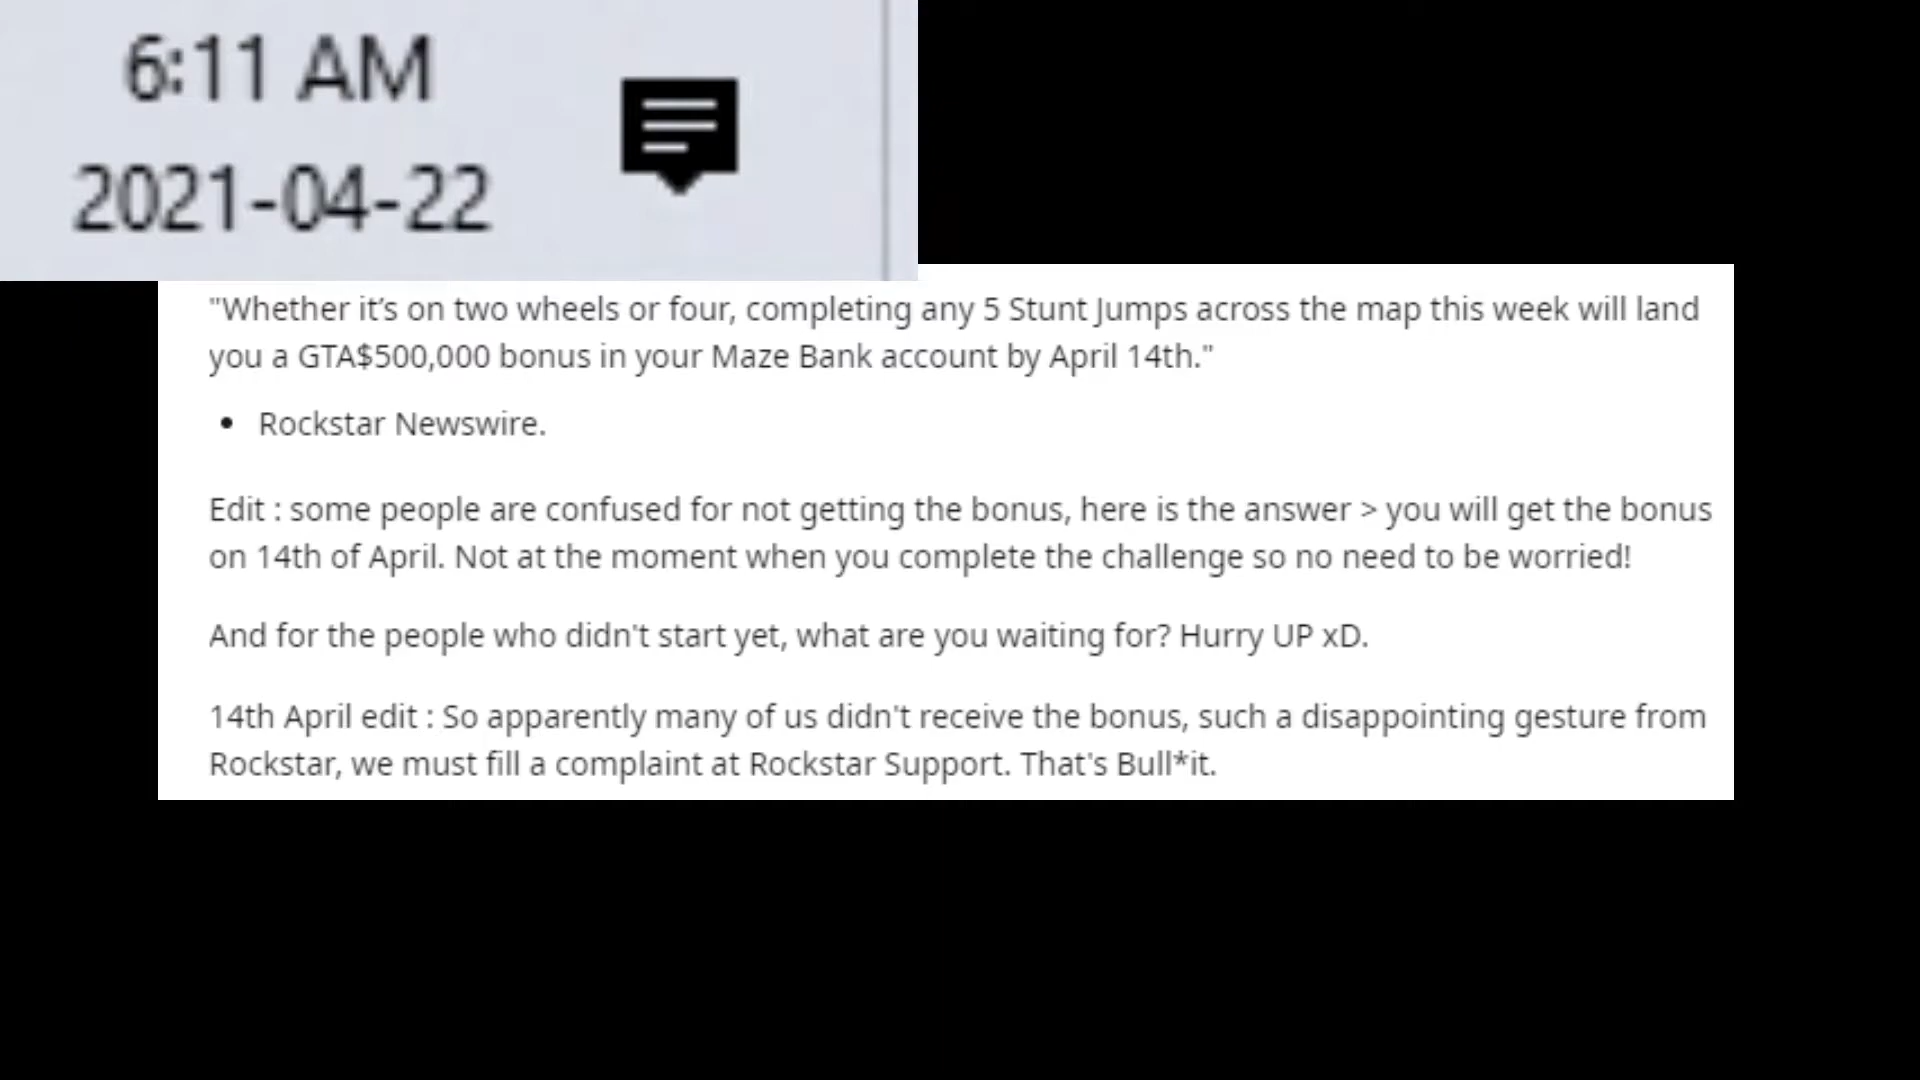 6:11 AM
2021-04-22
"Whether it’s on two wheels or four, completing any 5 Stunt Jumps across the map this week will land
you a GTA$500,000 bonus in your Maze Bank account by April 14th."
• Rockstar Newswire.
Edit : some people are confused for not getting the bonus, here is the answer > you will get the bonus
on 14th of April. Not at the moment when you complete the challenge so no need to be worried!
And for the people who didn't start yet, what are you waiting for? Hurry UP xD.
14th April edit : So apparently many of us didn't receive the bonus, such a disappointing gesture from
Rockstar, we must fill a complaint at Rockstar Support. That's Bull*it.